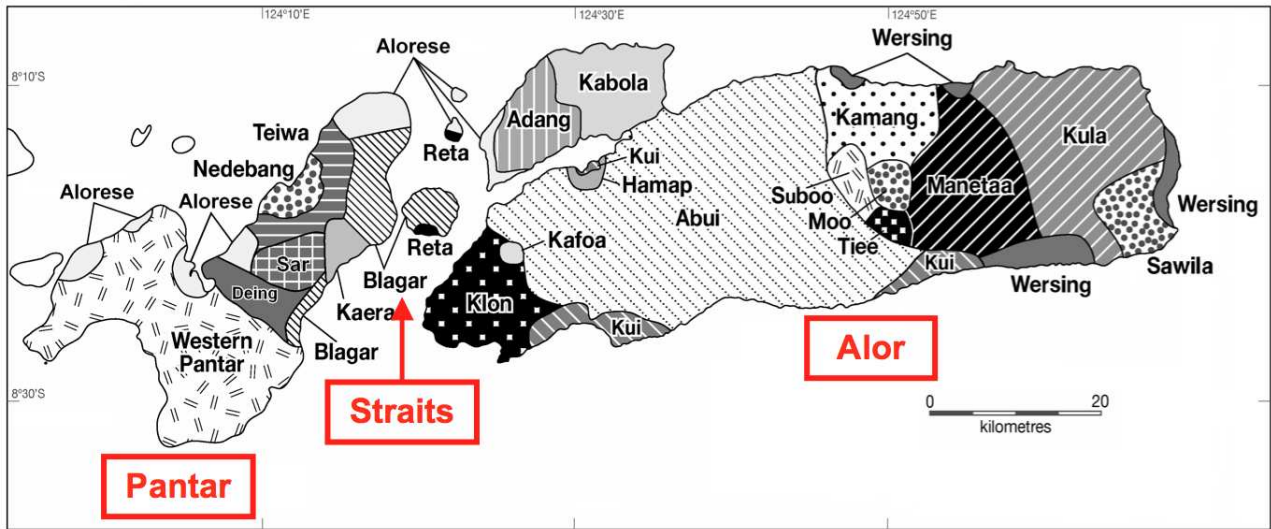 124°10'E
124°30'E
124°50'E
8°10'S
8°30'S
Alorese
Wersing
Kabola
Adang
Teiwa
Kamang
Kula
Reta
Nedebang
Kui
Hamap
Alorese
Alorese
Suboo
Moo
Tiee
Manetaa
Abui
Wersing
Reta
Kafoa
Sar
Blagar
Kaera
Deing
Klon
Kui
Wersing
Sawila
Western
Pantar
Blagar
Kui
Alor
Straits
0 20
kilometres
Pantar